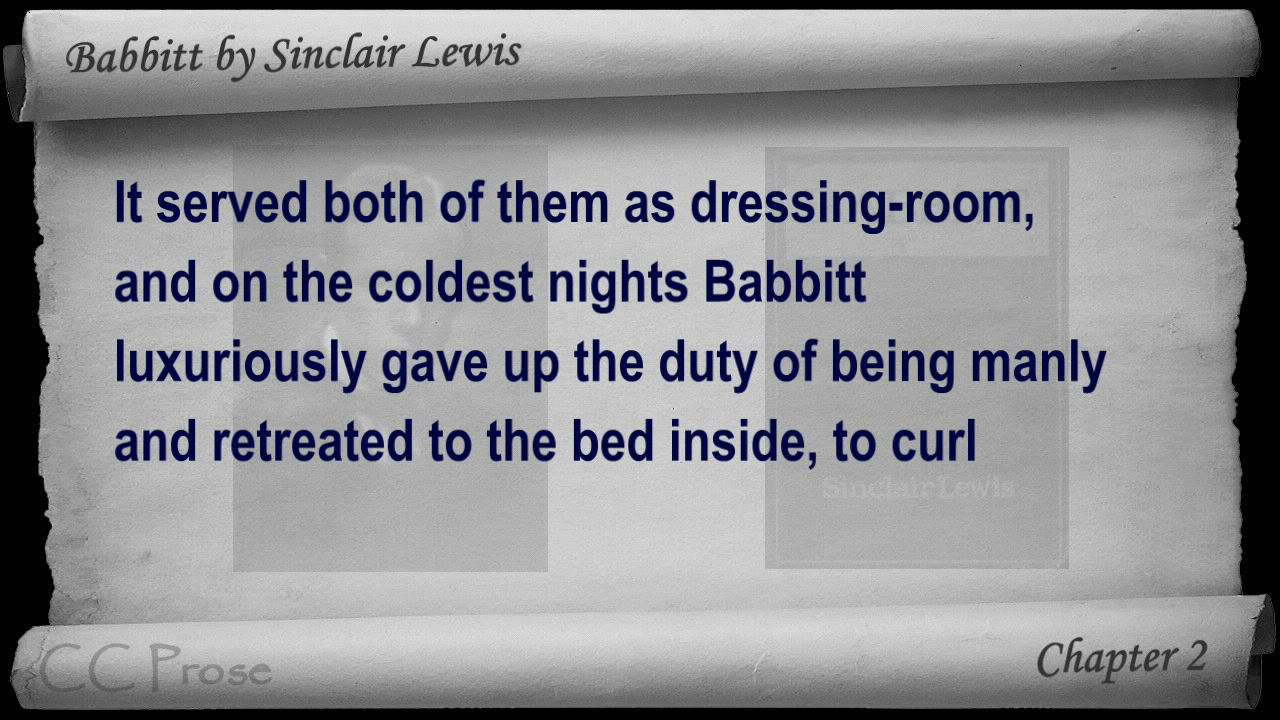 Babbitt by Sinclair Lewis
It served both of them as dressing-room,
and on the coldest nights Babbitt
luxuriously gave up the duty of being manly
and retreated to the bed inside, to curl
Sinclair Lewis
CC Prose
Chapter 2